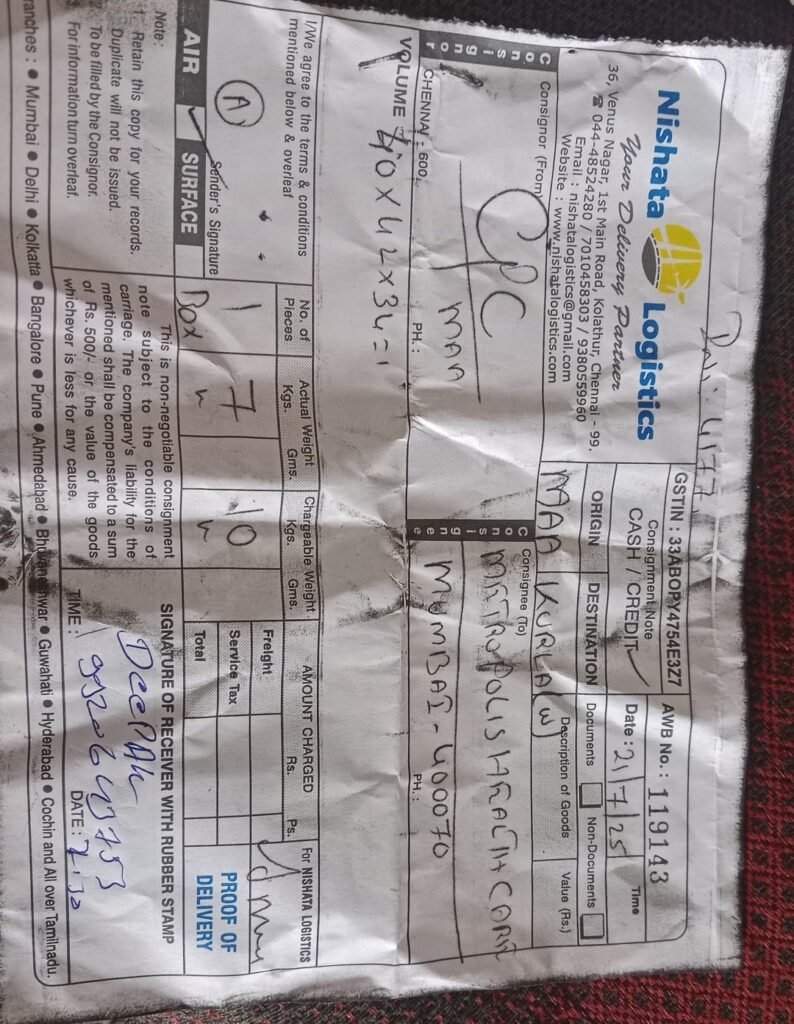 Nishata Logistics
Your Delivery Partner
36, Venus Nagar, 1st Main Road, Kolathur, Chennai - 99.
☎ 044-48524280 / 7010458303 / 9380559960
Email : nishatalogistics@gmail.com
Website : www.nishatalogistics.com
GSTIN : 33ABOPY4754E3Z7
Consignment Note
CASH / CREDIT ✓
AWB No. : 119143
Date : 21/7/25
Time
ORIGIN
DESTINATION
MAA
KURLA (W)
Documents
Non-Documents
Description of Goods
Value (Rs.)
Consignor
Consignor (From)
CPC
MAA
CHENNAI : 600
PH. :
Consignee
Consignee (To)
METROPOLIS HEALTH CARE
MUMBAI - 400070
PH. :
VOLUME 40 X 42 X 34 = 1
I/We agree to the terms & conditions
mentioned below & overleaf
A
Sender's Signature
AIR ✓ SURFACE
No. of Pieces
Actual Weight
Kgs. Gms.
Chargeable Weight
Kgs. Gms.
1
Box
7
10
AMOUNT CHARGED
Rs. Ps.
Freight
Service Tax
Total
For NISHATA LOGISTICS
PROOF OF
DELIVERY
Note :
1. Retain this copy for your records.
Duplicate will not be issued.
2. To be filled by the Consignor.
3. For information turn overleaf.
This is non-negotiable consignment
note subject to the conditions of
carriage. The company's liability for the
mentioned shall be compensated to a sum
of Rs. 500/- or the value of the goods
whichever is less for any cause.
SIGNATURE OF RECEIVER WITH RUBBER STAMP
DeePAK
TIME :
DATE :
ranches : • Mumbai • Delhi • Kolkatta • Bangalore • Pune • Ahmedabad • Bhuveneshwar • Guwahati • Hyderabad • Cochin and All over Tamilnadu.